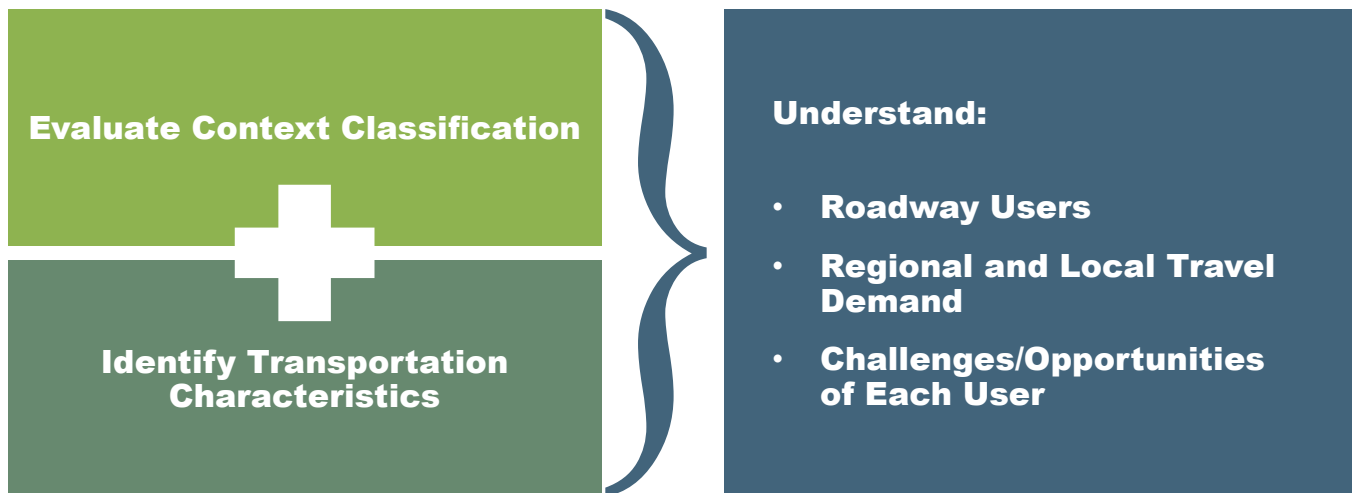 Evaluate Context Classification
Identify Transportation
Characteristics
Understand:
• Roadway Users
• Regional and Local Travel
Demand
• Challenges/Opportunities
of Each User